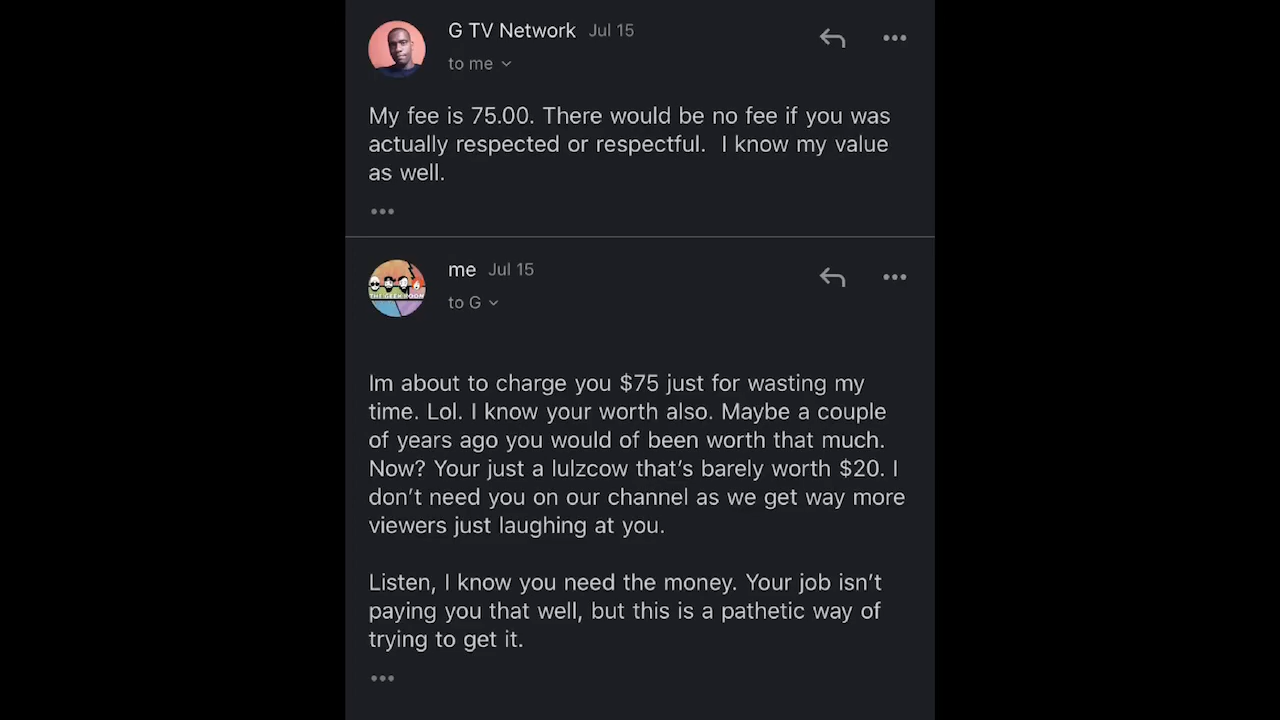 G TV Network Jul 15
to me
My fee is 75.00. There would be no fee if you was
actually respected or respectful.  I know my value
as well.
me Jul 15
THE GEEK ROOM
to G
Im about to charge you $75 just for wasting my
time. Lol. I know your worth also. Maybe a couple
of years ago you would of been worth that much.
Now? Your just a lulzcow that's barely worth $20. I
don't need you on our channel as we get way more
viewers just laughing at you.
Listen, I know you need the money. Your job isn't
paying you that well, but this is a pathetic way of
trying to get it.